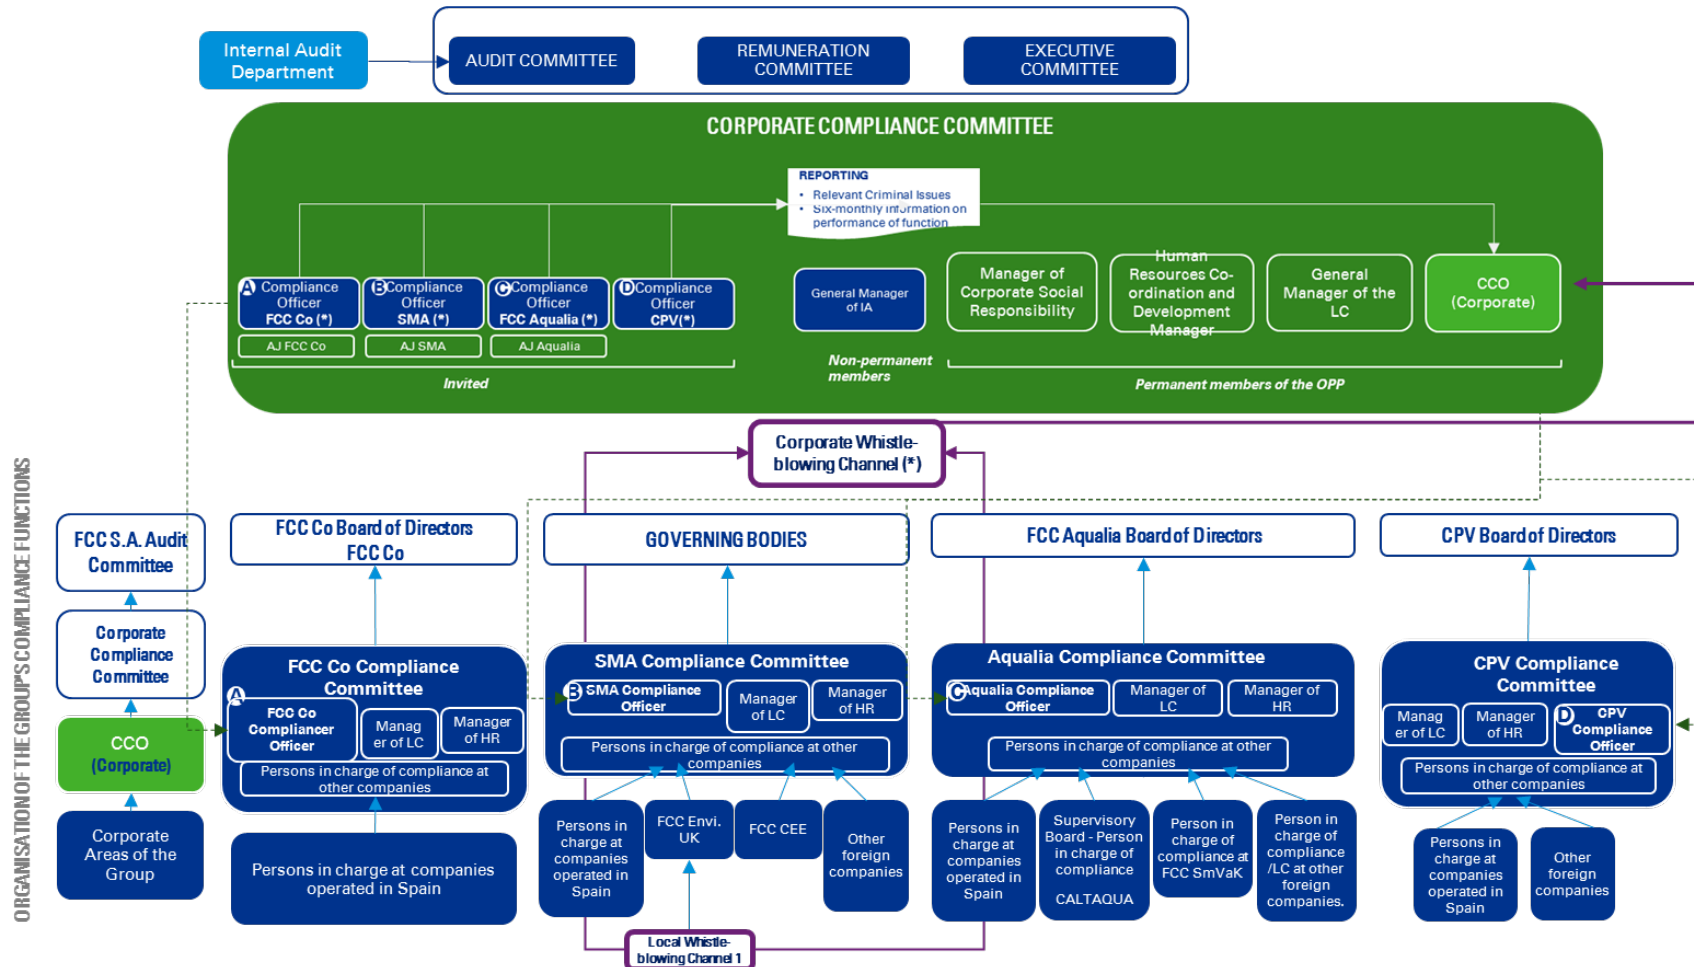 Internal Audit
Department
AUDIT COMMITTEE
REMUNERATION
COMMITTEE
EXECUTIVE
COMMITTEE
CORPORATE COMPLIANCE COMMITTEE
REPORTING
• Relevant Criminal Issues
• Six-monthly information on
performance of function
A Compliance
Officer
FCC Co (*)
B Compliance
Officer
SMA (*)
C Compliance
Officer
FCC Aqualia (*)
D Compliance
Officer
CPV(*)
AJ FCC Co
AJ SMA
AJ Aqualia
Invited
General Manager
of IA
Non-permanent
members
Manager of
Corporate Social
Responsibility
Human
Resources Co-
ordination and
Development
Manager
General
Manager of the
LC
CCO
(Corporate)
Permanent members of the OPP
Corporate Whistle-
blowing Channel (*)
ORGANISATION OF THE GROUP'S COMPLIANCE FUNCTIONS
FCC S.A. Audit
Committee
Corporate
Compliance
Committee
CCO
(Corporate)
Corporate
Areas of the
Group
FCC Co Board of Directors
FCC Co
FCC Co Compliance
Committee
A
FCC Co
Compliancer
Officer
Manag
er of LC
Manager
of HR
Persons in charge of compliance at
other companies
Persons in charge at companies
operated in Spain
GOVERNING BODIES
SMA Compliance Committee
B SMA Compliance
Officer
Manager
of LC
Manager
of HR
Persons in charge of compliance at other
companies
Persons in
charge at
companies
operated in
Spain
FCC Envi.
UK
FCC CEE
Other
foreign
companies
Local Whistle-
blowing Channel 1
FCC Aqualia Board of Directors
Aqualia Compliance Committee
C Aqualia Compliance
Officer
Manager of
LC
Manager of
HR
Persons in charge of compliance at other
companies
Persons in
charge at
companies
operated in
Spain
Supervisory
Board - Person
in charge of
compliance
CALTAQUA
Person in
charge of
compliance at
FCC SmVaK
Person in
charge of
compliance
/LC at other
foreign
companies.
CPV Board of Directors
CPV Compliance
Committee
Manag
er of LC
Manager
of HR
D CPV
Compliance
Officer
Persons in charge of compliance at
other companies
Persons in
charge at
companies
operated in
Spain
Other
foreign
companies